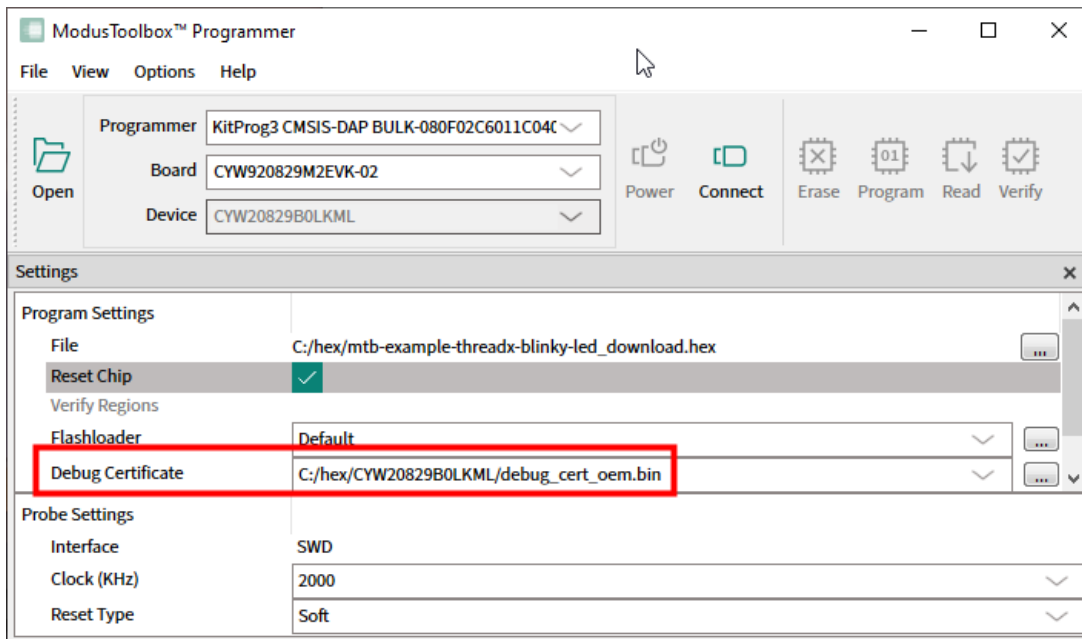 ModusToolbox™ Programmer
File View Options Help
Open
Programmer KitProg3 CMSIS-DAP BULK-080F02C6011C04
Board CYW920829M2EVK-02
Device CYW20829B0LKML
Power Connect Erase 01 Program Read Verify
Settings
Program Settings
File C:/hex/mtb-example-threadx-blinky-led_download.hex ...
Reset Chip
Verify Regions
Flashloader Default ...
Debug Certificate C:/hex/CYW20829B0LKML/debug_cert_oem.bin ...
Probe Settings
Interface SWD
Clock (KHz) 2000
Reset Type Soft